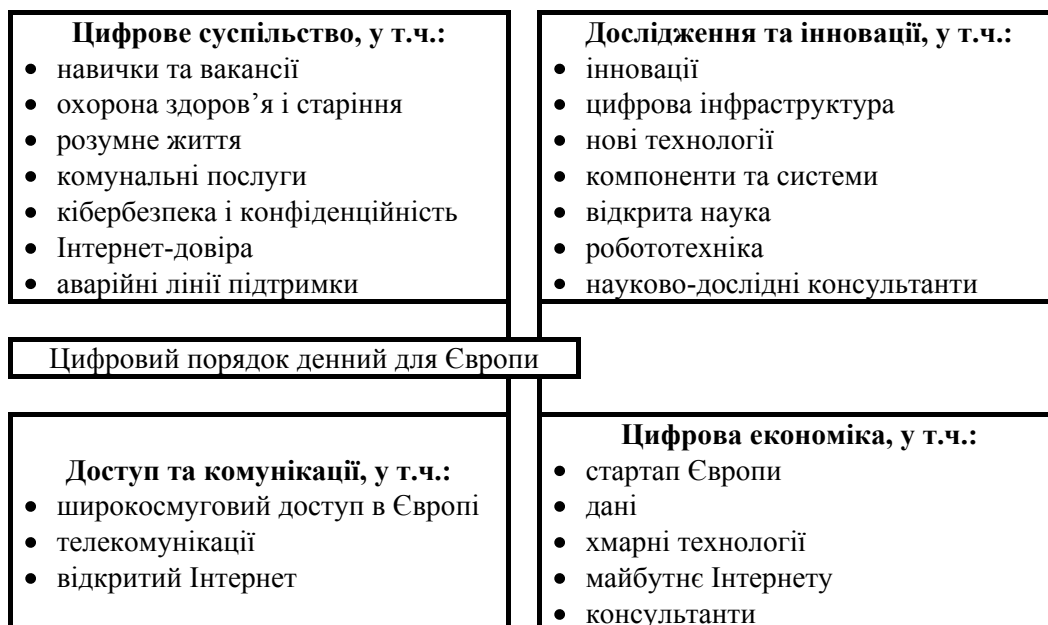 Цифрове суспільство, у т.ч.:
• навички та вакансії
• охорона здоров’я і старіння
• розумне життя
• комунальні послуги
• кібербезпека і конфіденційність
• Інтернет-довіра
• аварійні лінії підтримки
Дослідження та інновації, у т.ч.:
• інновації
• цифрова інфраструктура
• нові технології
• компоненти та системи
• відкрита наука
• робототехніка
• науково-дослідні консультанти
Цифровий порядок денний для Європи
Доступ та комунікації, у т.ч.:
• широкосмуговий доступ в Європі
• телекомунікації
• відкритий Інтернет
Цифрова економіка, у т.ч.:
• стартап Європи
• дані
• хмарні технології
• майбутнє Інтернету
• консультанти